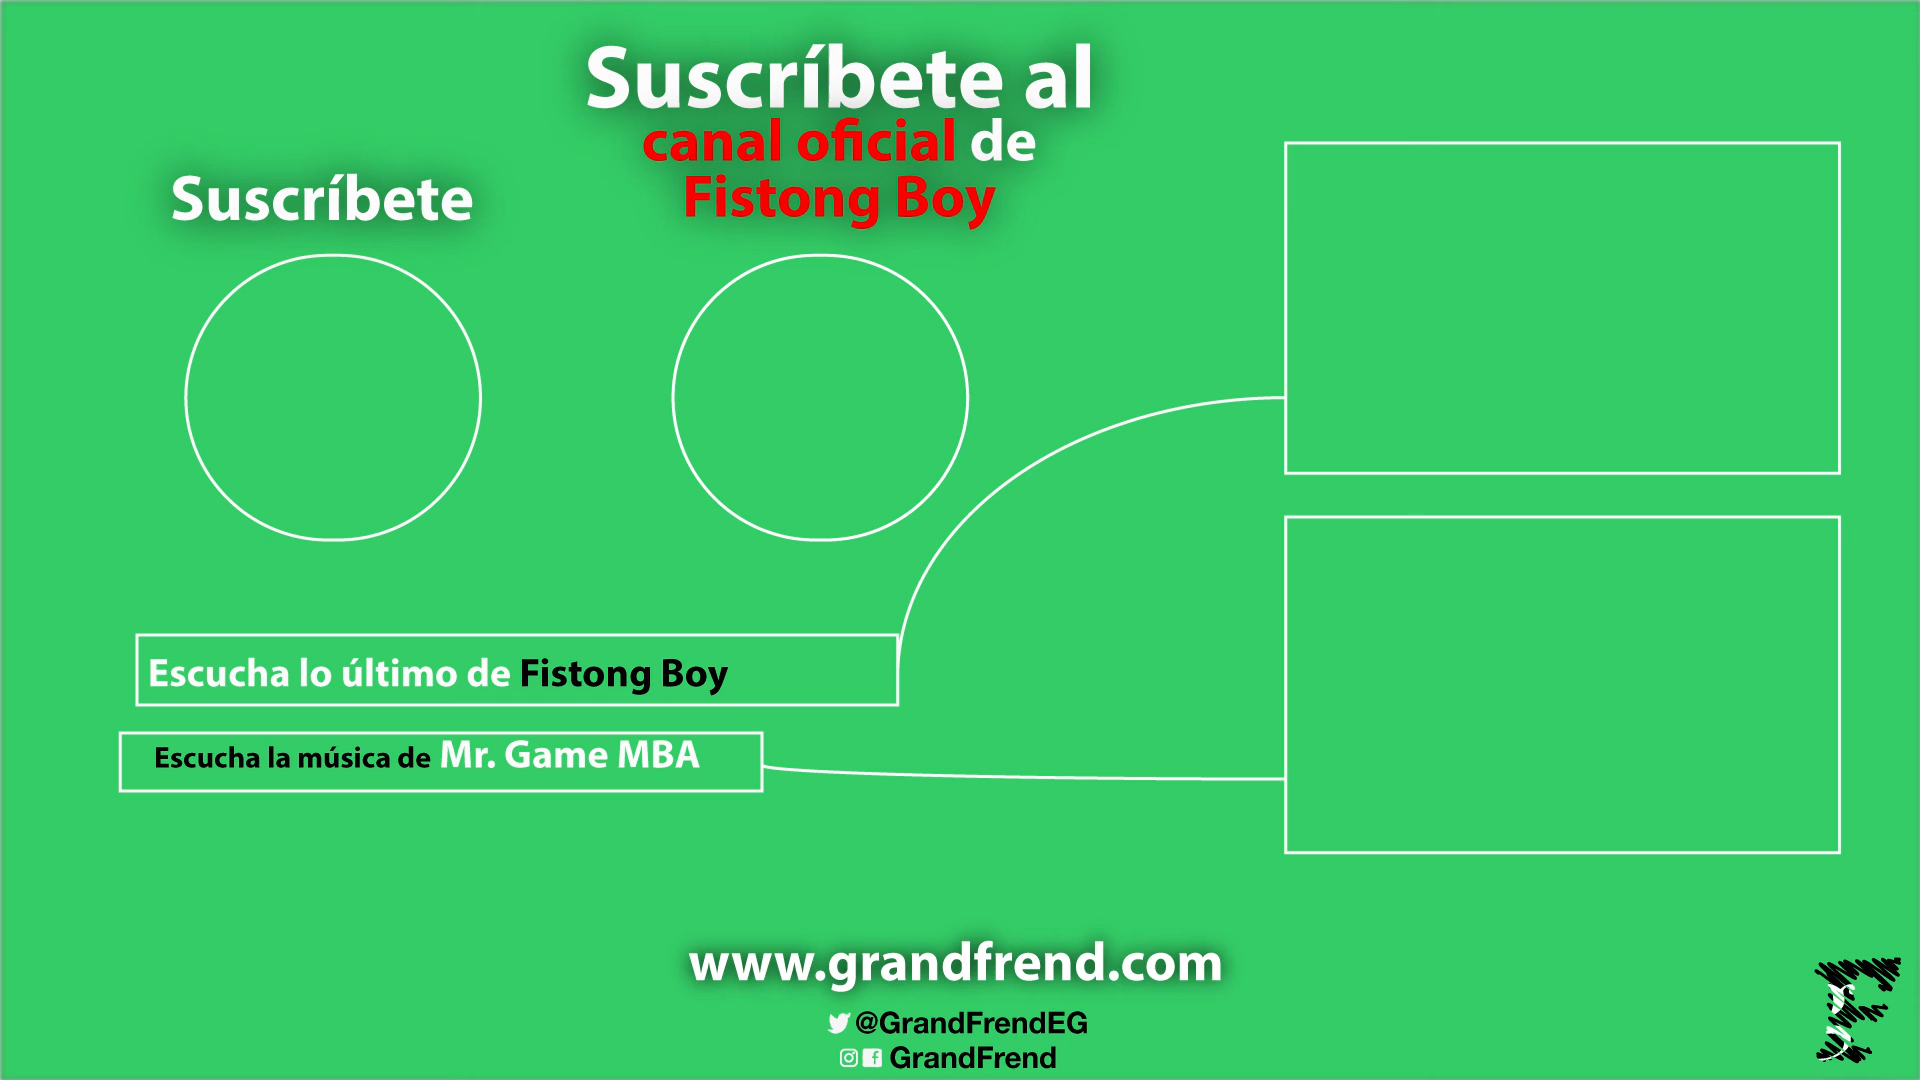 Suscríbete al
canal oficial de
Fistong Boy
Suscríbete
Escucha lo último de Fistong Boy
Escucha la música de Mr. Game MBA
www.grandfrend.com
@GrandFrendEG
GrandFrend